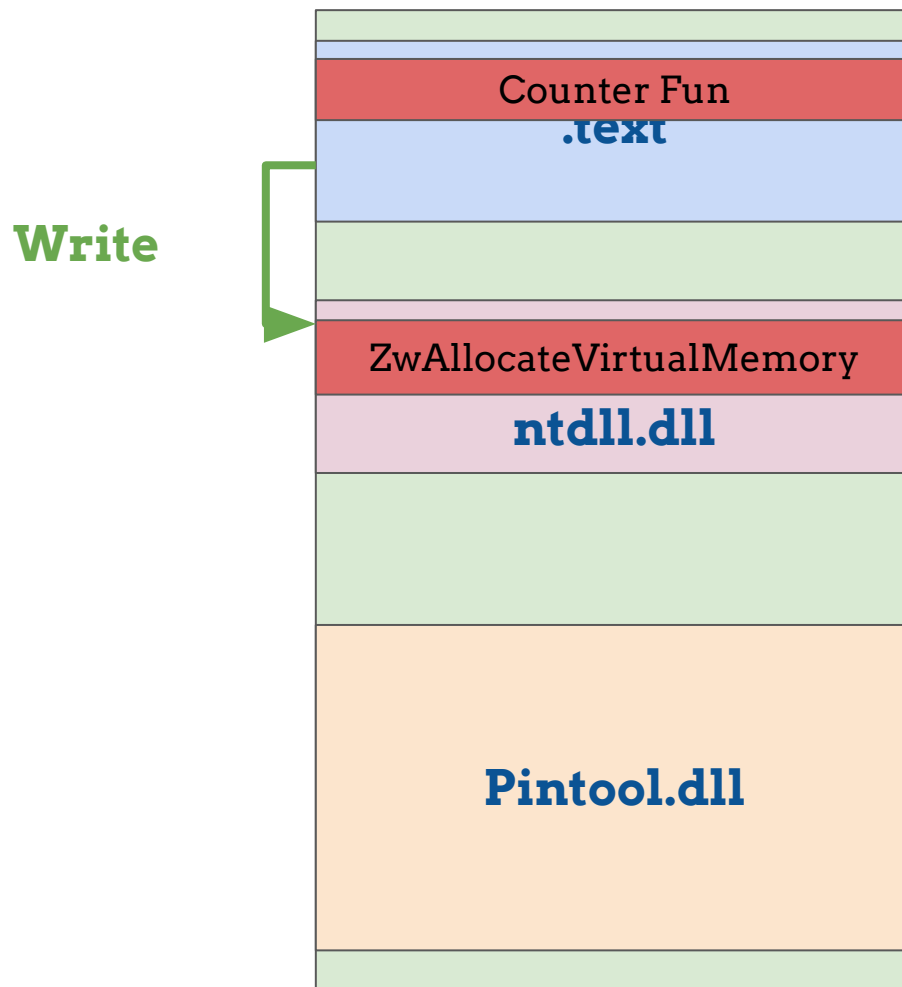 Counter Fun
.text
Write
ZwAllocateVirtualMemory
ntdll.dll
Pintool.dll